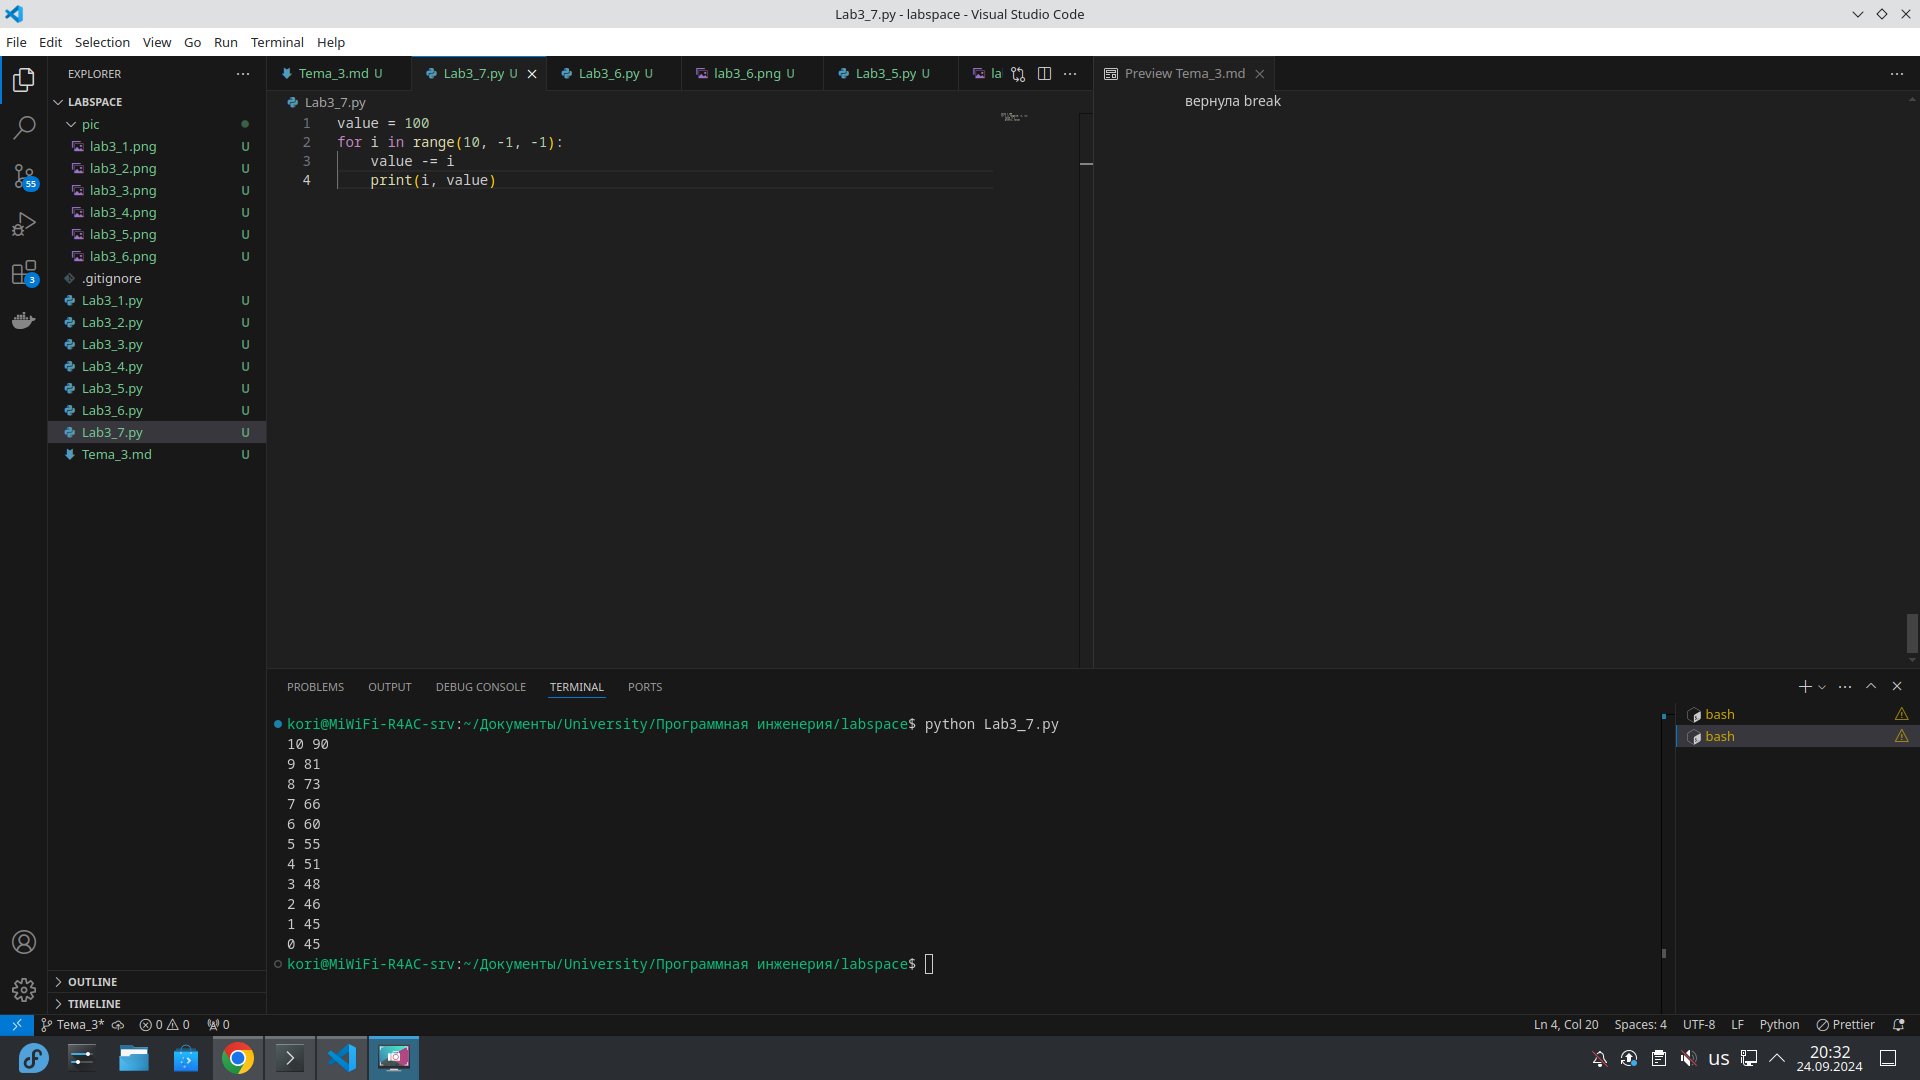 Lab3_7.py - labspace - Visual Studio Code
File Edit Selection View Go Run Terminal Help
EXPLORER
LABSPACE
pic
lab3_1.png U
lab3_2.png U
lab3_3.png U
lab3_4.png U
lab3_5.png U
lab3_6.png U
.gitignore
Lab3_1.py U
Lab3_2.py U
Lab3_3.py U
Lab3_4.py U
Lab3_5.py U
Lab3_6.py U
Lab3_7.py U
Tema_3.md U
OUTLINE
TIMELINE
55
3
Tema_3.md U Lab3_7.py U Lab3_6.py U lab3_6.png U Lab3_5.py U la
Lab3_7.py
1 value = 100
2 for i in range(10, -1, -1):
3 value -= i
4 print(i, value)
Preview Tema_3.md
вернула break
PROBLEMS OUTPUT DEBUG CONSOLE TERMINAL PORTS
kori@MiWiFi-R4AC-srv:~/Документы/University/Программная инженерия/labspace$ python Lab3_7.py
10 90
9 81
8 73
7 66
6 60
5 55
4 51
3 48
2 46
1 45
0 45
kori@MiWiFi-R4AC-srv:~/Документы/University/Программная инженерия/labspace$
bash
bash
Тема_3* 0 0 0 Ln 4, Col 20 Spaces: 4 UTF-8 LF Python Prettier
us 20:32
24.09.2024